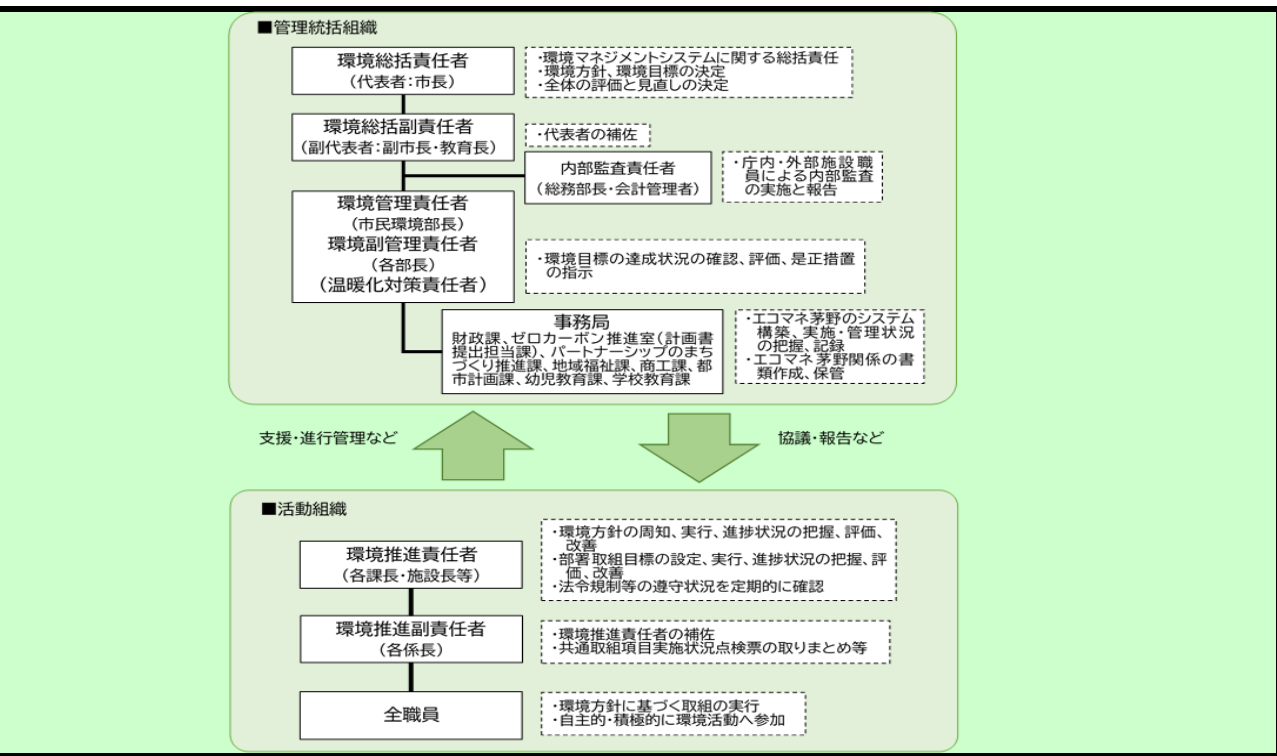 ■管理統括組織
環境総括責任者
(代表者:市長)
・環境マネジメントシステムに関する総括責任
・環境方針、環境目標の決定
・全体の評価と見直しの決定
環境総括副責任者
(副代表者:副市長・教育長)
・代表者の補佐
内部監査責任者
(総務部長・会計管理者)
・庁内・外部施設職
員による内部監査
の実施と報告
環境管理責任者
(市民環境部長)
環境副管理責任者
(各部長)
(温暖化対策責任者)
・環境目標の達成状況の確認、評価、是正措置
の指示
事務局
財政課、ゼロカーボン推進室(計画書
提出担当課)、パートナーシップのまち
づくり推進課、地域福祉課、商工課、都
市計画課、幼児教育課、学校教育課
・エコマネ茅野のシステム
構築、実施・管理状況
の把握、記録
・エコマネ茅野関係の書
類作成、保管
支援・進行管理など
協議・報告など
■活動組織
環境推進責任者
(各課長・施設長等)
・環境方針の周知、実行、進捗状況の把握、評価、
改善
・部署取組目標の設定、実行、進捗状況の把握、評
価、改善
・法令規制等の遵守状況を定期的に確認
環境推進副責任者
(各係長)
・環境推進責任者の補佐
・共通取組項目実施状況点検票の取りまとめ等
全職員
・環境方針に基づく取組の実行
・自主的・積極的に環境活動へ参加